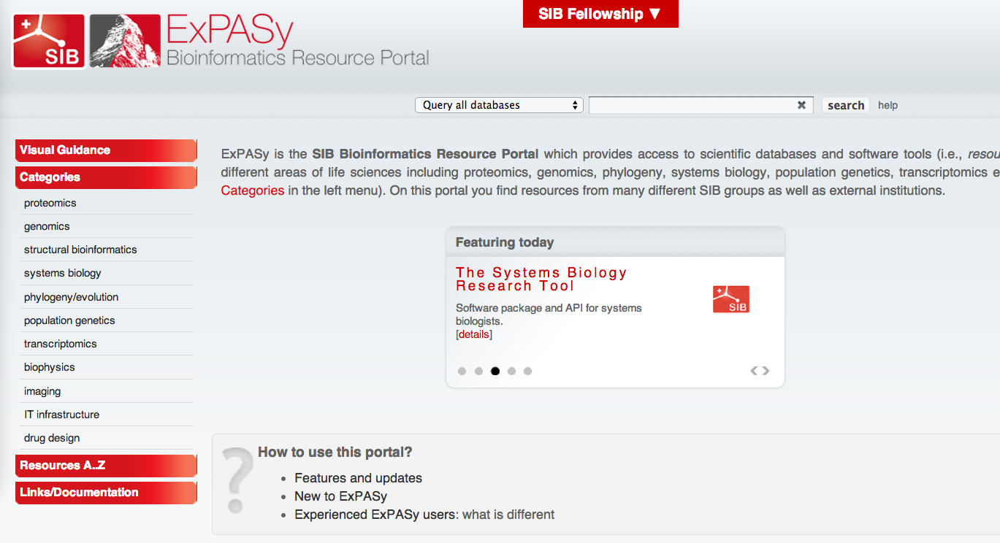 SIB Fellowship ▼
SIB
ExPASy
Bioinformatics Resource Portal
Query all databases
search
help
Visual Guidance
Categories
proteomics
genomics
structural bioinformatics
systems biology
phylogeny/evolution
population genetics
transcriptomics
biophysics
imaging
IT infrastructure
drug design
Resources A..Z
Links/Documentation
ExPASy is the SIB Bioinformatics Resource Portal which provides access to scientific databases and software tools (i.e.,
different areas of life sciences including proteomics, genomics, phylogeny, systems biology, population genetics, transcriptomics
Categories in the left menu). On this portal you find resources from many different SIB groups as well as external institutions.
Featuring today
The Systems Biology
Research Tool
SIB
Software package and API for systems
biologists.
[details]
How to use this portal?
• Features and updates
• New to ExPASy
• Experienced ExPASy users: what is different